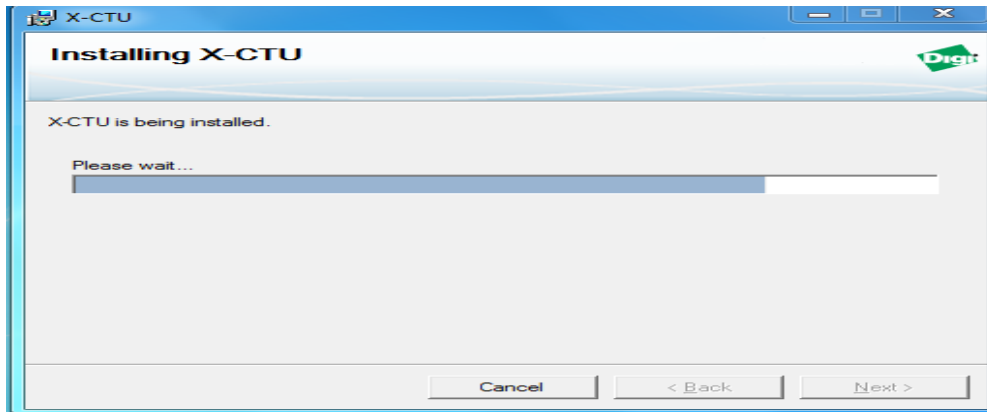 X-CTU
Installing X-CTU
Digi
X-CTU is being installed.
Please wait...
Cancel
< Back
Next >